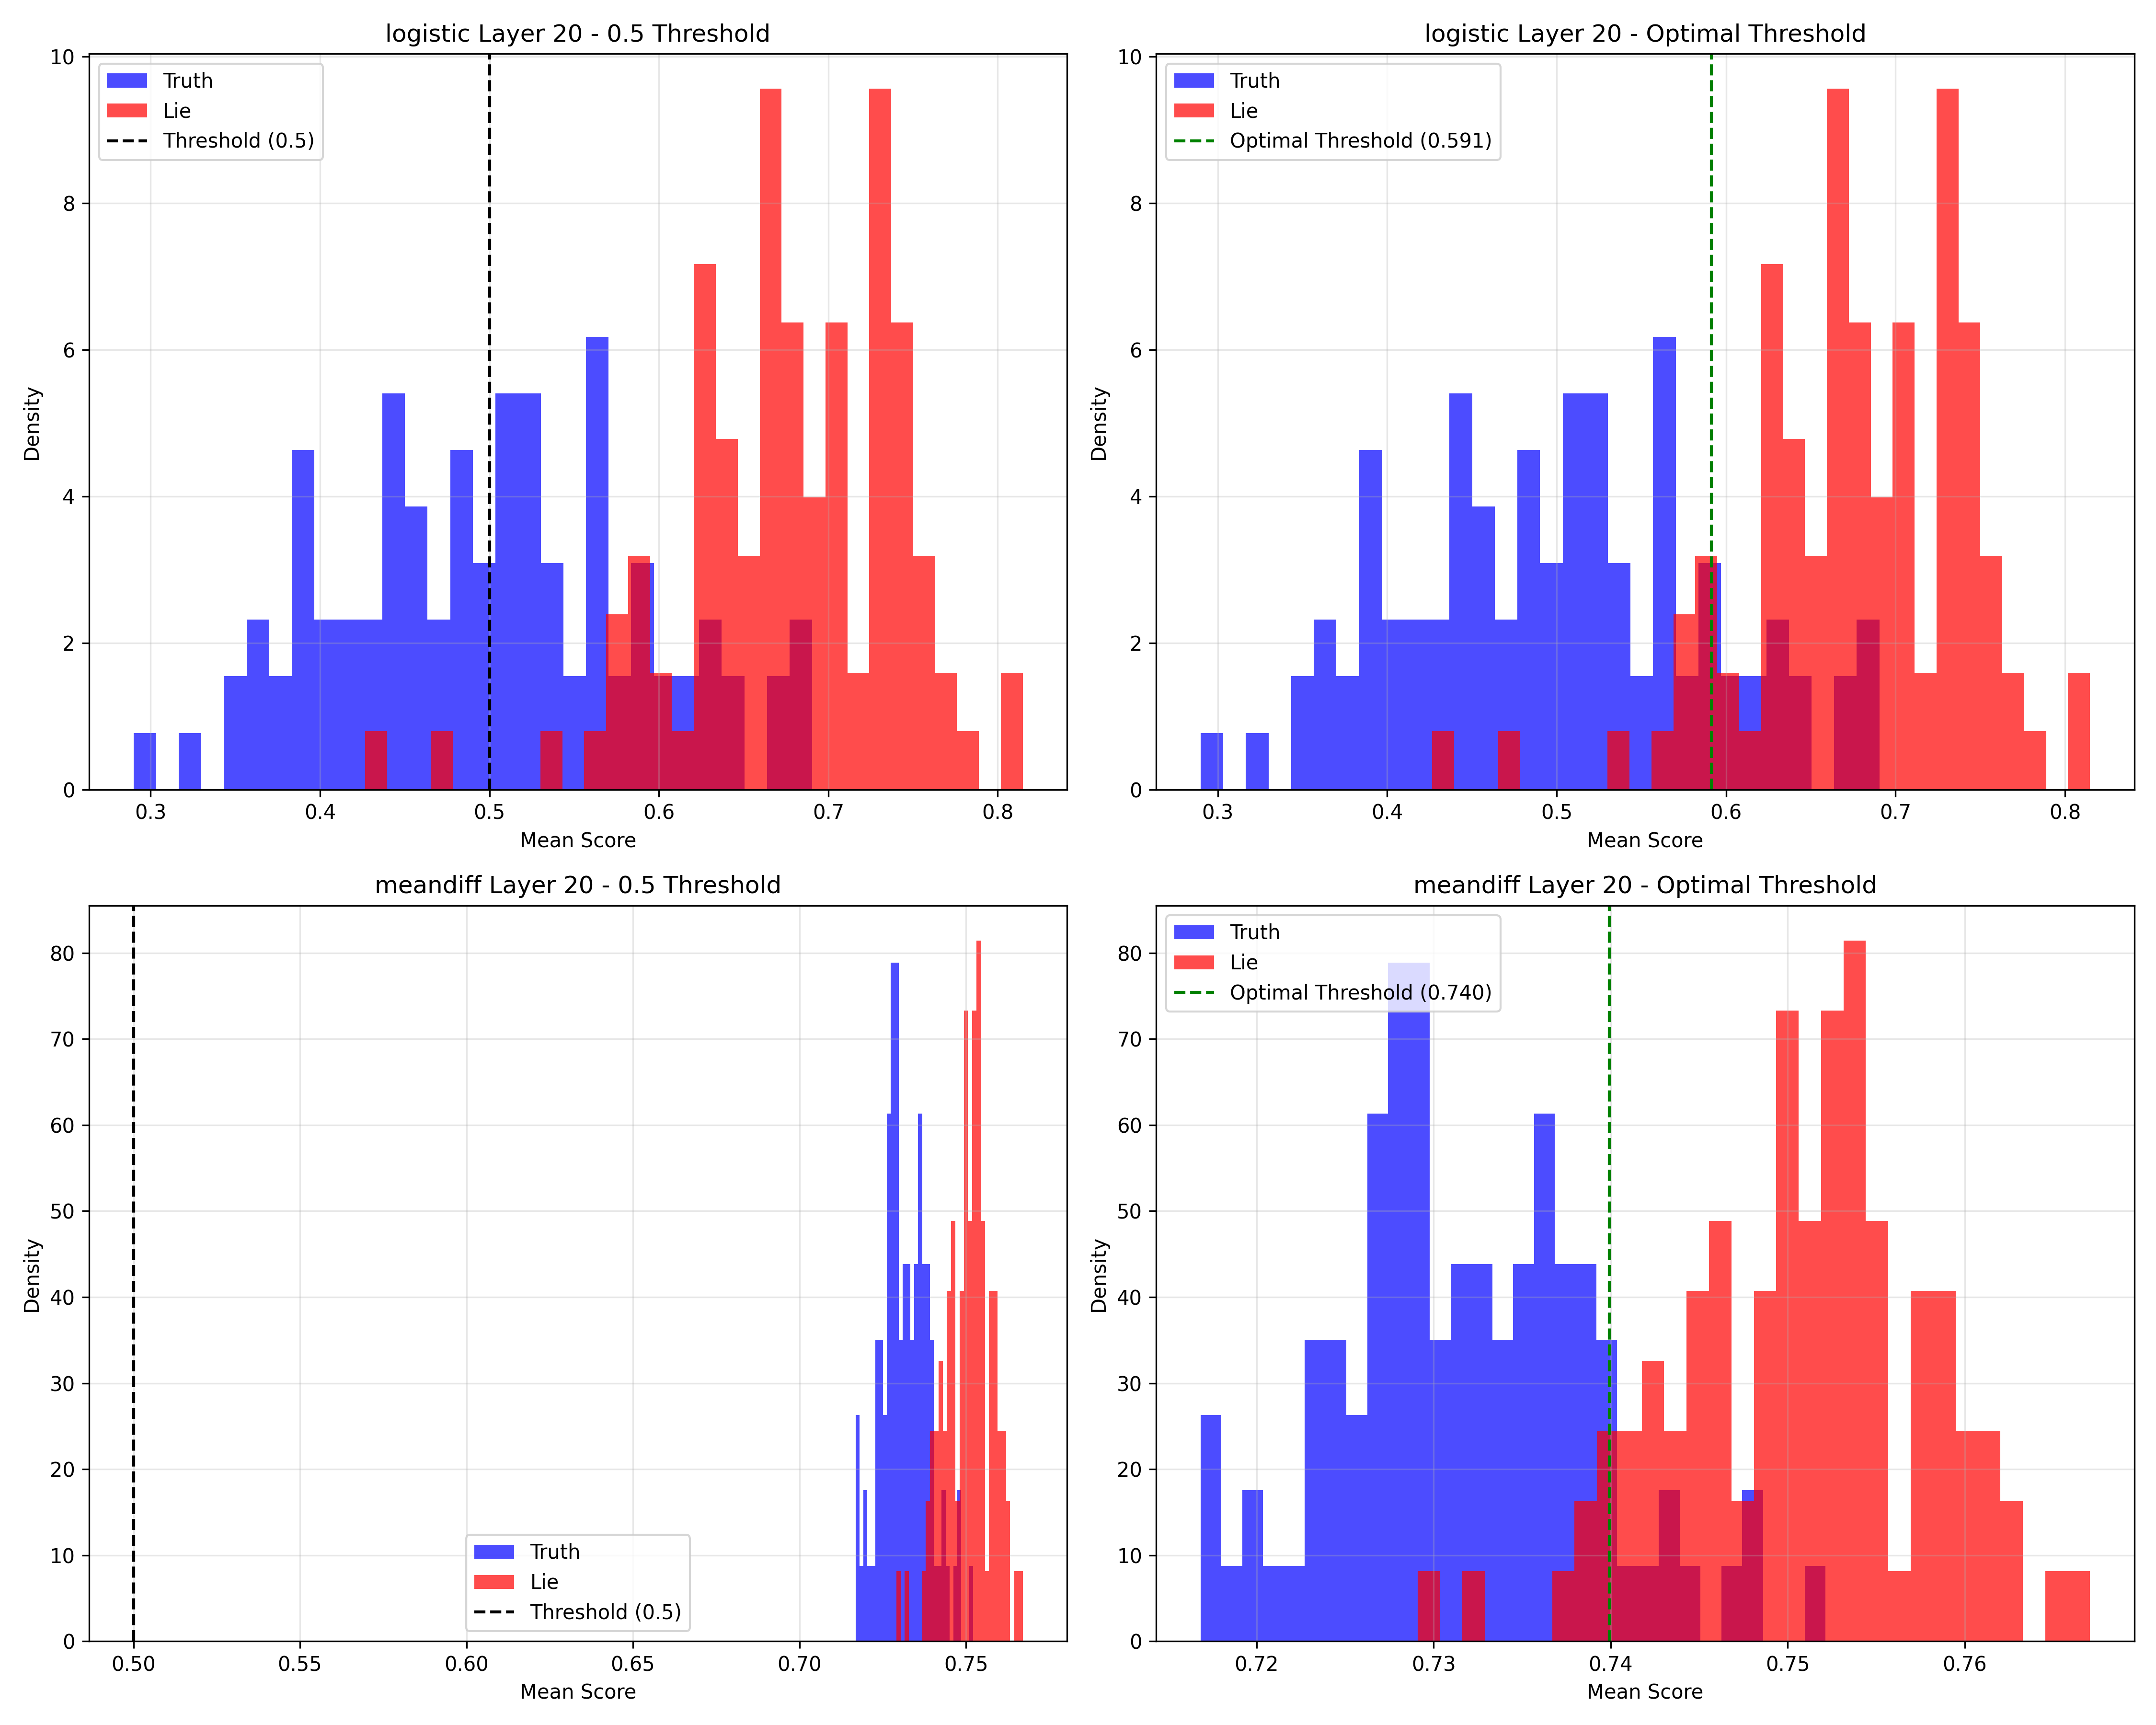 logistic Layer 20 - 0.5 Threshold
Density
10
8
6
4
2
0
Truth
Lie
Threshold (0.5)
0.3 0.4 0.5 0.6 0.7 0.8
Mean Score
logistic Layer 20 - Optimal Threshold
Density
10
8
6
4
2
0
Truth
Lie
Optimal Threshold (0.591)
0.3 0.4 0.5 0.6 0.7 0.8
Mean Score
meandiff Layer 20 - 0.5 Threshold
Density
80
70
60
50
40
30
20
10
0
Truth
Lie
Threshold (0.5)
0.50 0.55 0.60 0.65 0.70 0.75
Mean Score
meandiff Layer 20 - Optimal Threshold
Density
80
70
60
50
40
30
20
10
0
Truth
Lie
Optimal Threshold (0.740)
0.72 0.73 0.74 0.75 0.76
Mean Score